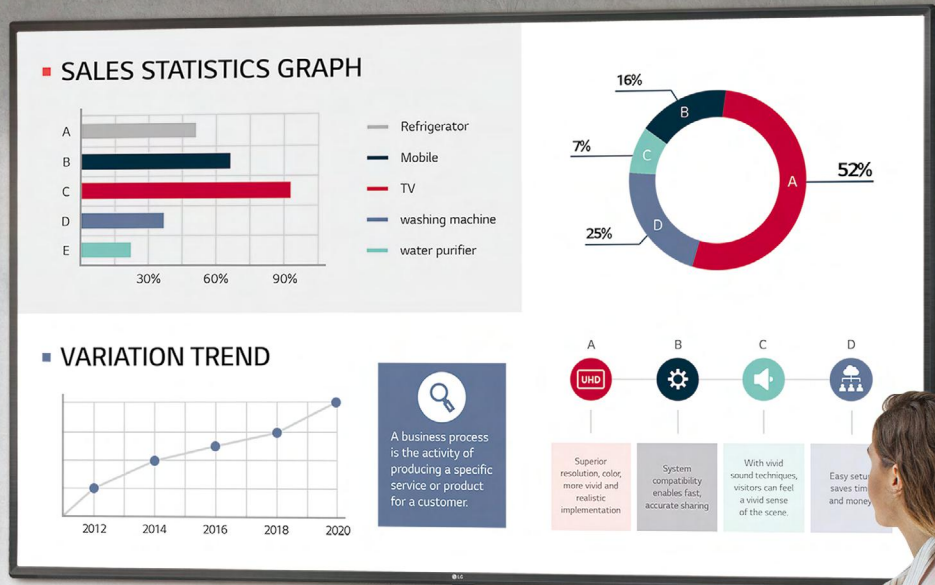 SALES STATISTICS GRAPH
A
B
C
D
E
30%
60%
90%
Refrigerator
Mobile
TV
washing machine
water purifier
16%
7%
25%
52%
A
B
C
D
VARIATION TREND
2012
2014
2016
2018
2020
A business process
is the activity of
producing a specific
service or product
for a customer.
A
B
C
D
UHD
Superior
resolution, color,
more vivid and
realistic
implementation
System
compatibility
enables fast,
accurate sharing
With vivid
sound techniques,
visitors can feel
a vivid sense
of the scene.
Easy
saves
and money
LG